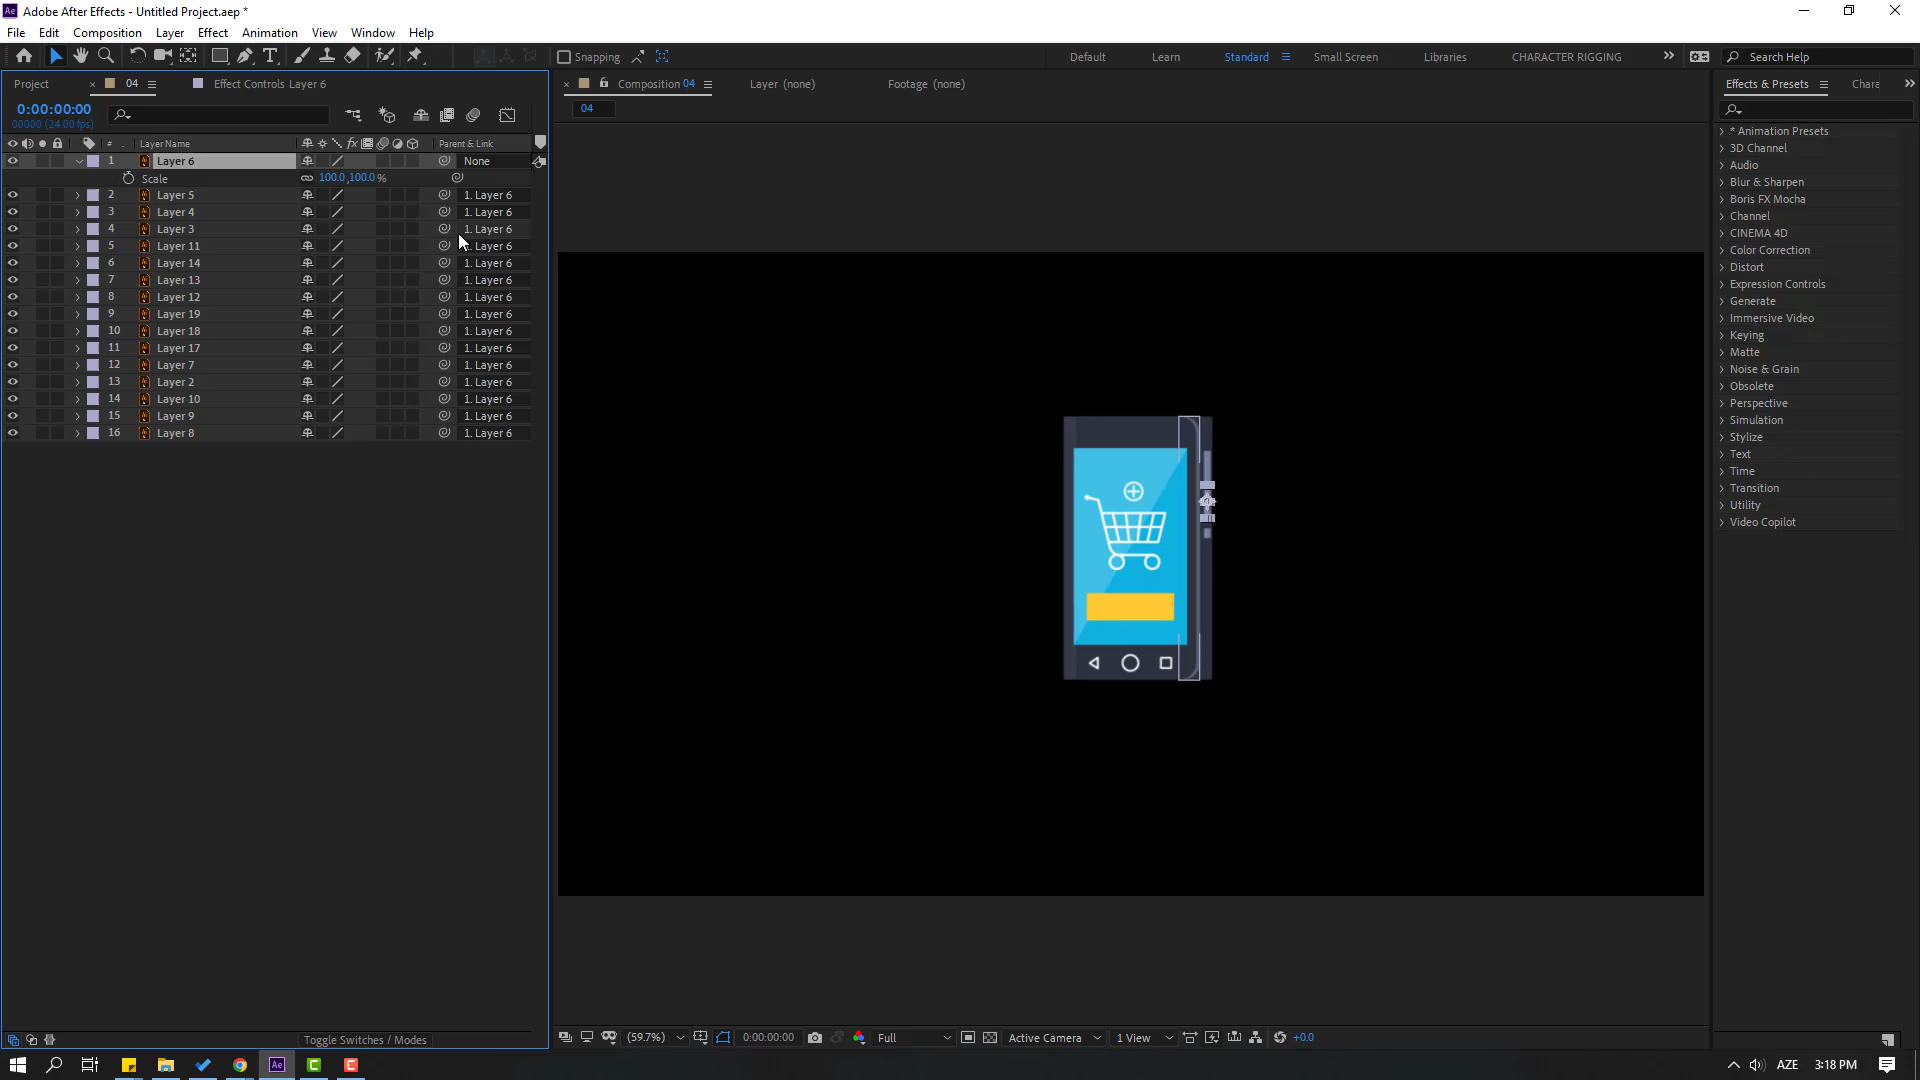 Adobe After Effects - Untitled Project.aep *
File Edit Composition Layer Effect Animation View Window Help
Snapping Default Learn Standard Small Screen Libraries CHARACTER RIGGING Search Help
Project 04 Effect Controls Layer 6
Composition 04 Layer (none) Footage (none)
Effects & Presets Chara
0:00:00:00
00000 (24.00 fps)
04
# . Layer Name fx Parent & Link
1 Layer 6 None
Scale 100.0,100.0 %
2 Layer 5 1. Layer 6
3 Layer 4 1. Layer 6
4 Layer 3 1. Layer 6
5 Layer 11 1. Layer 6
6 Layer 14 1. Layer 6
7 Layer 13 1. Layer 6
8 Layer 12 1. Layer 6
9 Layer 19 1. Layer 6
10 Layer 18 1. Layer 6
11 Layer 17 1. Layer 6
12 Layer 7 1. Layer 6
13 Layer 2 1. Layer 6
14 Layer 10 1. Layer 6
15 Layer 9 1. Layer 6
16 Layer 8 1. Layer 6
* Animation Presets
3D Channel
Audio
Blur & Sharpen
Boris FX Mocha
Channel
CINEMA 4D
Color Correction
Distort
Expression Controls
Generate
Immersive Video
Keying
Matte
Noise & Grain
Obsolete
Perspective
Simulation
Stylize
Text
Time
Transition
Utility
Video Copilot
Toggle Switches / Modes
(59.7%) 0:00:00:00 Full Active Camera 1 View +0.0
AZE 3:18 PM